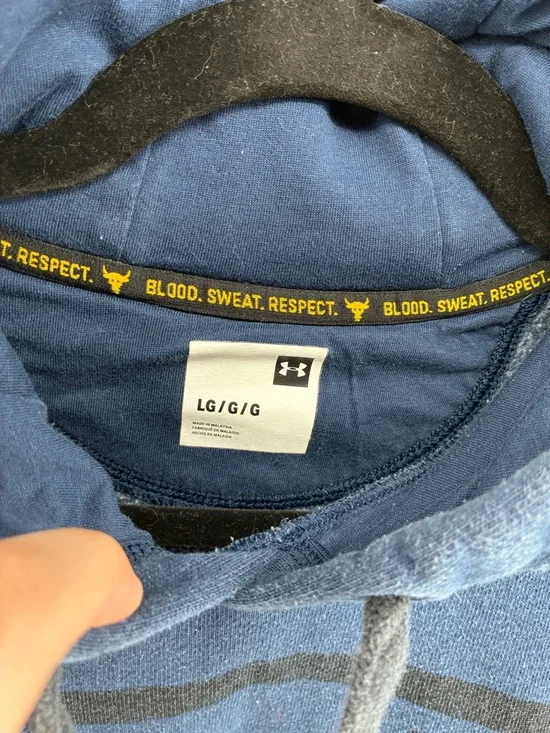 T. RESPECT. BLOOD. SWEAT. RESPECT. BLOOD. SWEAT. RESPECT.
LG/G/G
MADE IN MALAYSIA
FABRIQUÉ EN MALAISIE
HECHO EN MALASIA